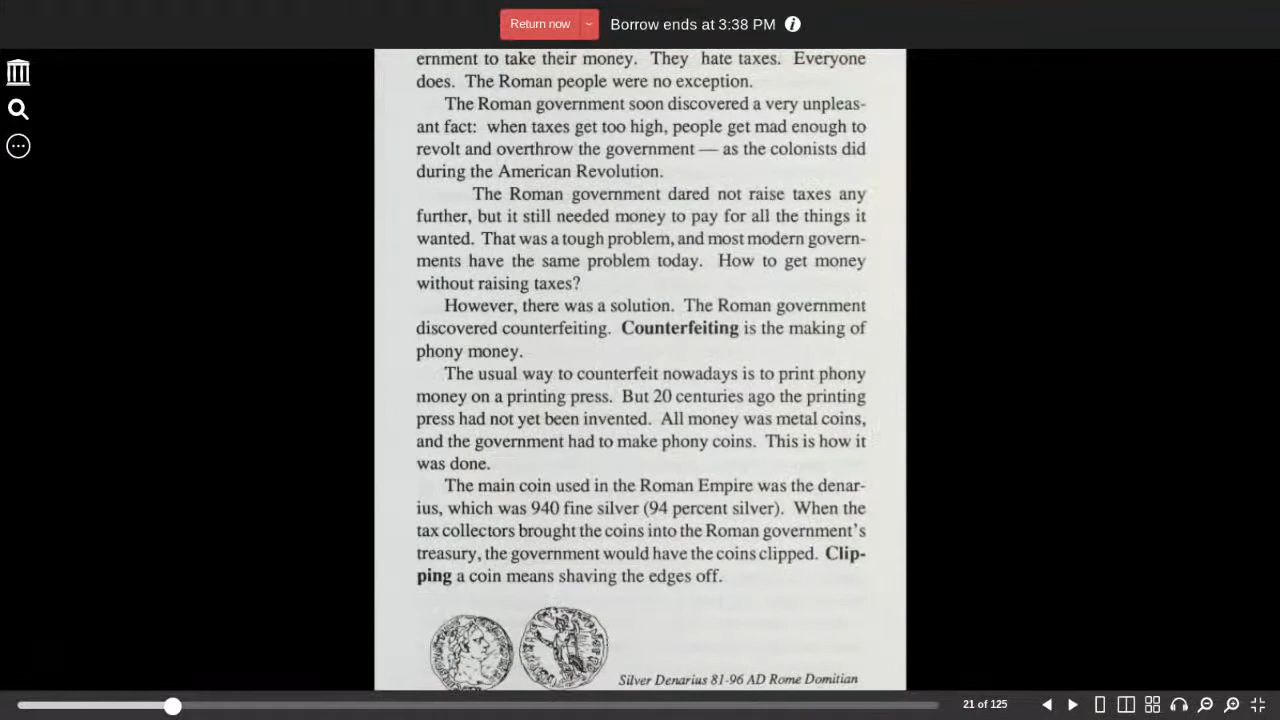 Return now
Borrow ends at 3:38 PM
ernment to take their money. They hate taxes. Everyone
does. The Roman people were no exception.
The Roman government soon discovered a very unpleas-
ant fact: when taxes get too high, people get mad enough to
revolt and overthrow the government — as the colonists did
during the American Revolution.
The Roman government dared not raise taxes any
further, but it still needed money to pay for all the things it
wanted. That was a tough problem, and most modern govern-
ments have the same problem today. How to get money
without raising taxes?
However, there was a solution. The Roman government
discovered counterfeiting. Counterfeiting is the making of
phony money.
The usual way to counterfeit nowadays is to print phony
money on a printing press. But 20 centuries ago the printing
press had not yet been invented. All money was metal coins,
and the government had to make phony coins. This is how it
was done.
The main coin used in the Roman Empire was the denar-
ius, which was 940 fine silver (94 percent silver). When the
tax collectors brought the coins into the Roman government's
treasury, the government would have the coins clipped. Clip-
ping a coin means shaving the edges off.
Silver Denarius 81-96 AD Rome Domitian
21 of 125